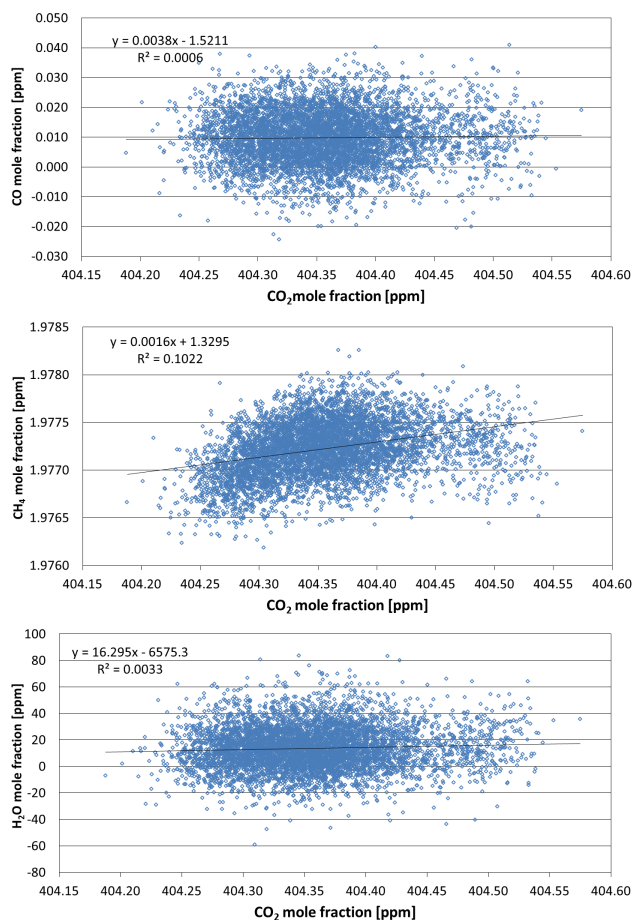 0.050
y = 0.0038x - 1.5211
R² = 0.0006
0.040
0.030
0.020
0.010
0.000
-0.010
-0.020
-0.030
CO mole fraction [ppm]
404.15 404.20 404.25 404.30 404.35 404.40 404.45 404.50 404.55 404.60
CO₂mole fraction [ppm]
1.9785
y = 0.0016x + 1.3295
R² = 0.1022
1.9780
1.9775
1.9770
1.9765
1.9760
CH₄ mole fraction [ppm]
404.15 404.20 404.25 404.30 404.35 404.40 404.45 404.50 404.55 404.60
CO₂ mole fraction [ppm]
100
y = 16.295x - 6575.3
R² = 0.0033
80
60
40
20
0
-20
-40
-60
-80
H₂O mole fraction [ppm]
404.15 404.20 404.25 404.30 404.35 404.40 404.45 404.50 404.55 404.60
CO₂ mole fraction [ppm]